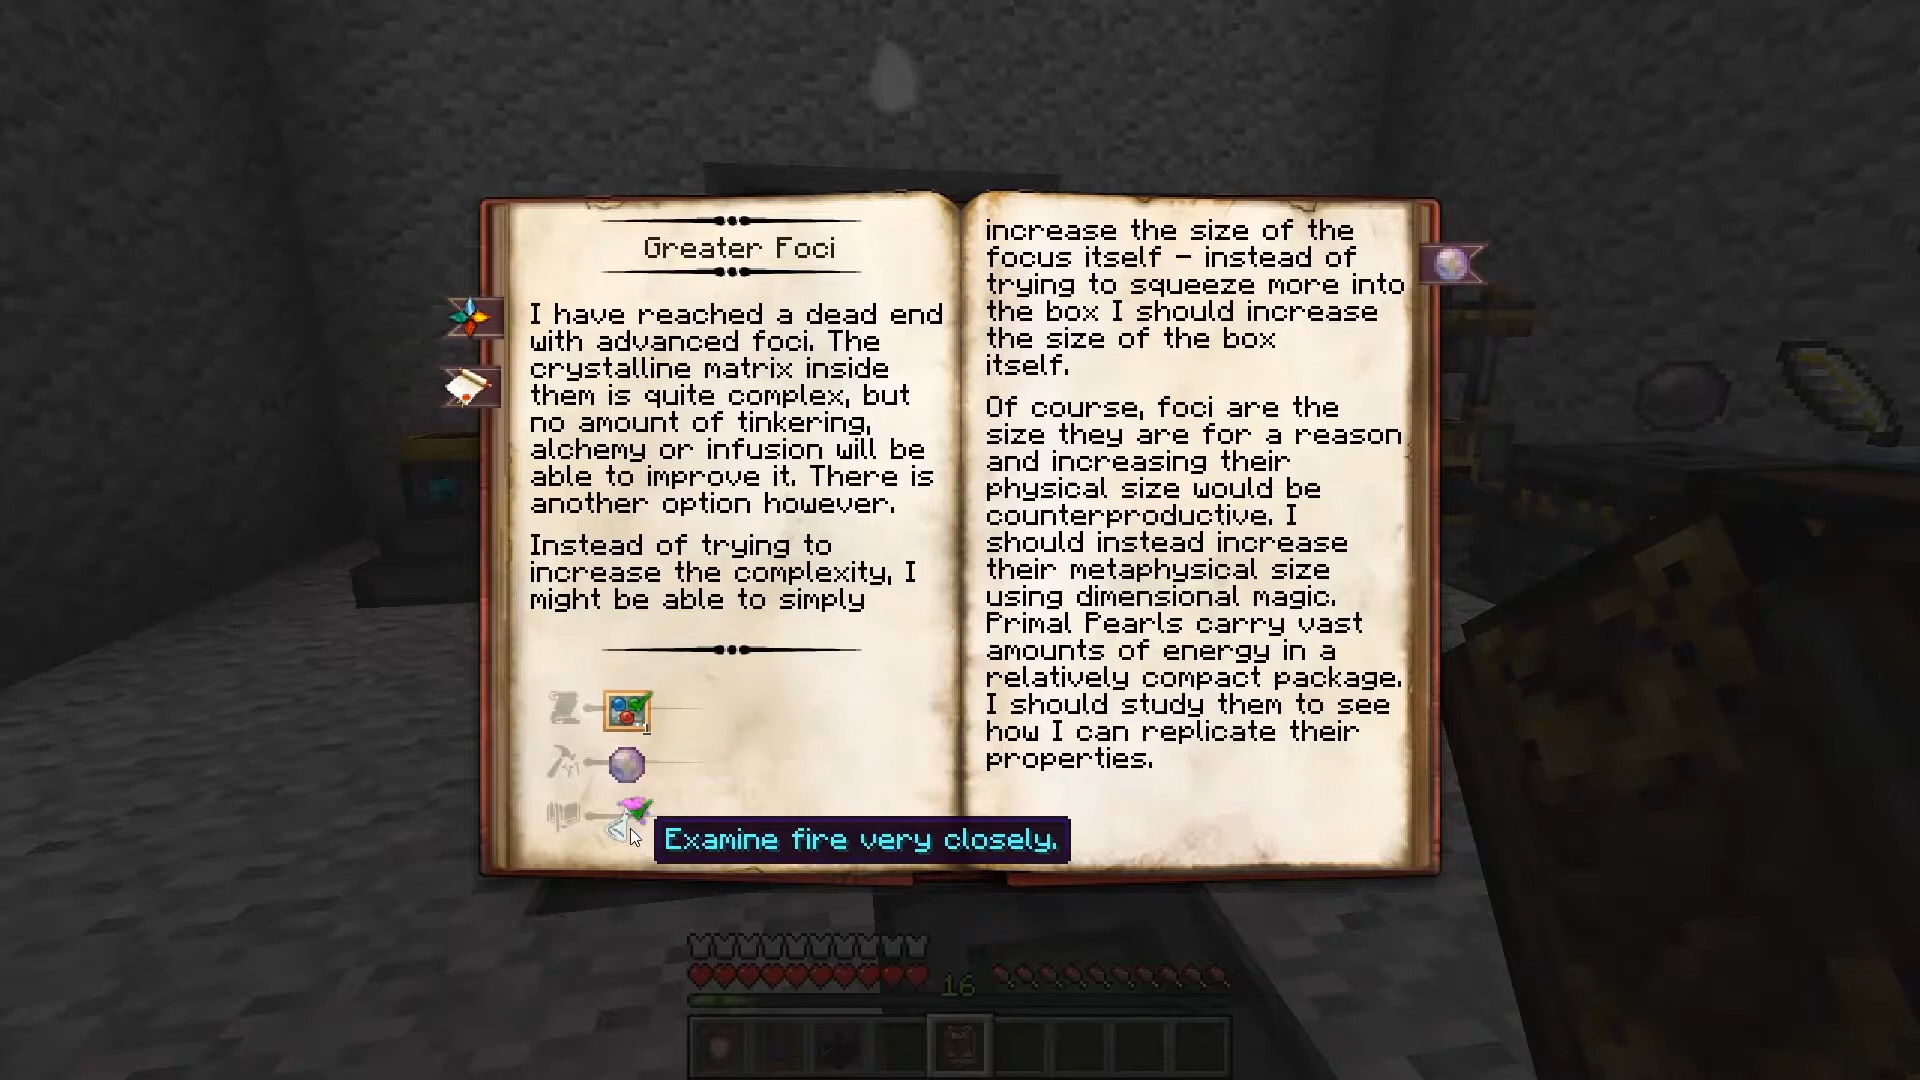 Greater Foci
I have reached a dead end
with advanced foci. The
crystalline matrix inside
them is quite complex, but
no amount of tinkering,
alchemy or infusion will be
able to improve it. There is
another option however.
Instead of trying to
increase the complexity, I
might be able to simply
1
Examine fire very closely.
increase the size of the
focus itself - instead of
trying to squeeze more into
the box I should increase
the size of the box
itself.
Of course, foci are the
size they are for a reason
and increasing their
physical size would be
counterproductive. I
should instead increase
their metaphysical size
using dimensional magic.
Primal Pearls carry vast
amounts of energy in a
relatively compact package.
I should study them to see
how I can replicate their
properties.
16